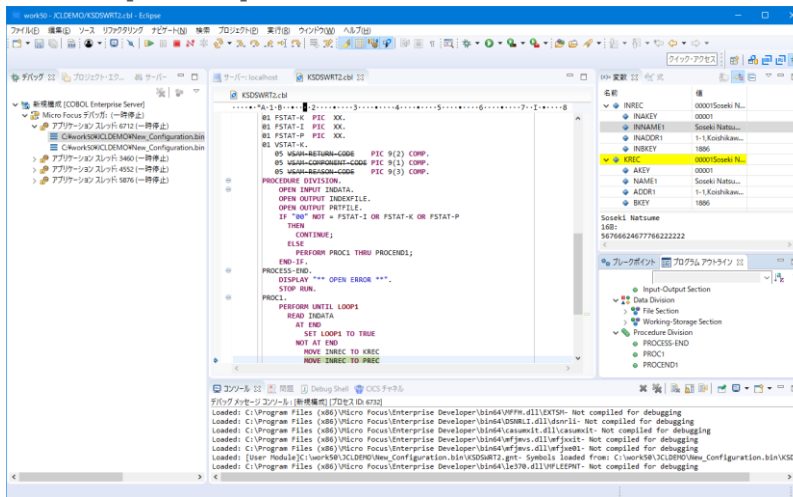 work50 - JCLDEMO/KSDSWRT2.cbl - Eclipse
ファイル(F) 編集(E) ソース リファクタリング ナビゲート(N) 検索 プロジェクト(P) 実行(R) ウィンドウ(W) ヘルプ(H)
クイック・アクセス
デバッグ プロジェクト・エク... サーバー
新規構成 [COBOL Enterprise Server]
Micro Focus デバッガ: (一時停止)
アプリケーション スレッド: 6712 (一時停止)
C:¥work50¥JCLDEMO¥New_Configuration.bin
C:¥work50¥JCLDEMO¥New_Configuration.bin
アプリケーション スレッド: 3460 (一時停止)
アプリケーション スレッド: 4552 (一時停止)
アプリケーション スレッド: 5876 (一時停止)
サーバー: localhost KSDSWRT2.cbl
KSDSWRT2.cbl
01 FSTAT-K PIC XX.
01 FSTAT-I PIC XX.
01 FSTAT-P PIC XX.
01 VSTAT-K.
05 VSAM-RETURN-CODE PIC 9(2) COMP.
05 VSAM-COMPONENT-CODE PIC 9(1) COMP.
05 VSAM-REASON-CODE PIC 9(3) COMP.
PROCEDURE DIVISION.
OPEN INPUT INDATA.
OPEN OUTPUT INDEXFILE.
OPEN OUTPUT PRTFILE.
IF "00" NOT = FSTAT-I OR FSTAT-K OR FSTAT-P
THEN
CONTINUE;
ELSE
PERFORM PROC1 THRU PROCEND1;
END-IF.
PROCESS-END.
DISPLAY "** OPEN ERROR **".
STOP RUN.
PROC1.
PERFORM UNTIL LOOP1
READ INDATA
AT END
SET LOOP1 TO TRUE
NOT AT END
MOVE INREC TO KREC
MOVE INREC TO PREC
変数
名前 値
INREC 00001Soseki N...
INAKEY 00001
INNAME1 Soseki Natsu...
INADDR1 1-1,Koishikaw...
INBKEY 1886
KREC 00001Soseki N...
AKEY 00001
NAME1 Soseki Natsu...
ADDR1 1-1,Koishikaw...
BKEY 1886
Soseki Natsume
16B:
56766624677766222222
ブレークポイント プログラム アウトライン
Input-Output Section
Data Division
File Section
Working-Storage Section
Procedure Division
PROCESS-END
PROC1
PROCEND1
コンソール 問題 Debug Shell CICS チャネル
デバッグ メッセージ コンソール: [新規構成] [プロセス ID: 6732]
Loaded: C:\Program Files (x86)\Micro Focus\Enterprise Developer\bin64\MFFH.dll\EXTSM- Not compiled for debugging
Loaded: C:\Program Files (x86)\Micro Focus\Enterprise Developer\bin64\DSNRLI.dll\dsnrli- Not compiled for debugging
Loaded: C:\Program Files (x86)\Micro Focus\Enterprise Developer\bin64\casumxit.dll\casumxit- Not compiled for debugging
Loaded: C:\Program Files (x86)\Micro Focus\Enterprise Developer\bin64\mfjmvs.dll\mfjxxit- Not compiled for debugging
Loaded: C:\Program Files (x86)\Micro Focus\Enterprise Developer\bin64\mfjmvs.dll\mfjxe01- Not compiled for debugging
Loaded: [User Module]C:\work50\JCLDEMO\New_Configuration.bin\KSDSWRT2.gnt- Symbols loaded from: C:\work50\JCLDEMO\New_Configuration.bin\KSD
Loaded: C:\Program Files (x86)\Micro Focus\Enterprise Developer\bin64\le370.dll\MFLEEPNT- Not compiled for debugging